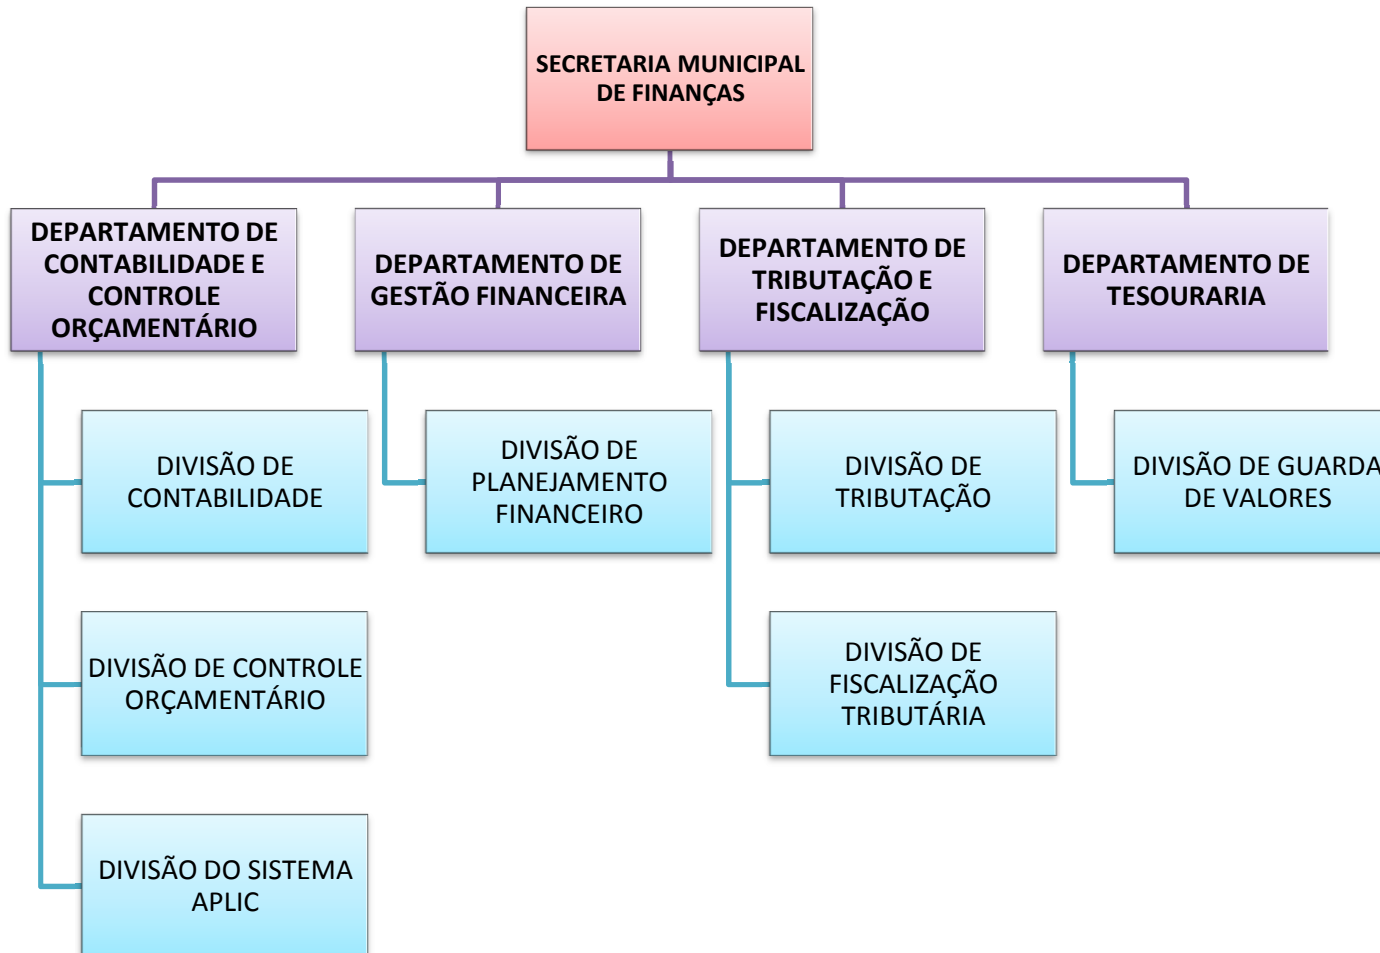 SECRETARIA MUNICIPAL
DE FINANÇAS
DEPARTAMENTO DE
CONTABILIDADE E
CONTROLE
ORÇAMENTÁRIO
DEPARTAMENTO DE
GESTÃO FINANCEIRA
DEPARTAMENTO DE
TRIBUTAÇÃO E
FISCALIZAÇÃO
DEPARTAMENTO DE
TESOURARIA
DIVISÃO DE
CONTABILIDADE
DIVISÃO DE
PLANEJAMENTO
FINANCEIRO
DIVISÃO DE
TRIBUTAÇÃO
DIVISÃO DE GUARDA
DE VALORES
DIVISÃO DE CONTROLE
ORÇAMENTÁRIO
DIVISÃO DE
FISCALIZAÇÃO
TRIBUTÁRIA
DIVISÃO DO SISTEMA
APLIC